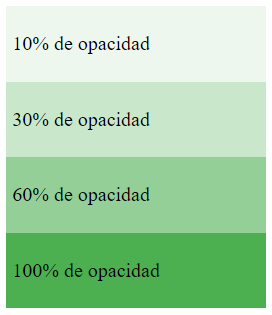 10% de opacidad
30% de opacidad
60% de opacidad
100% de opacidad